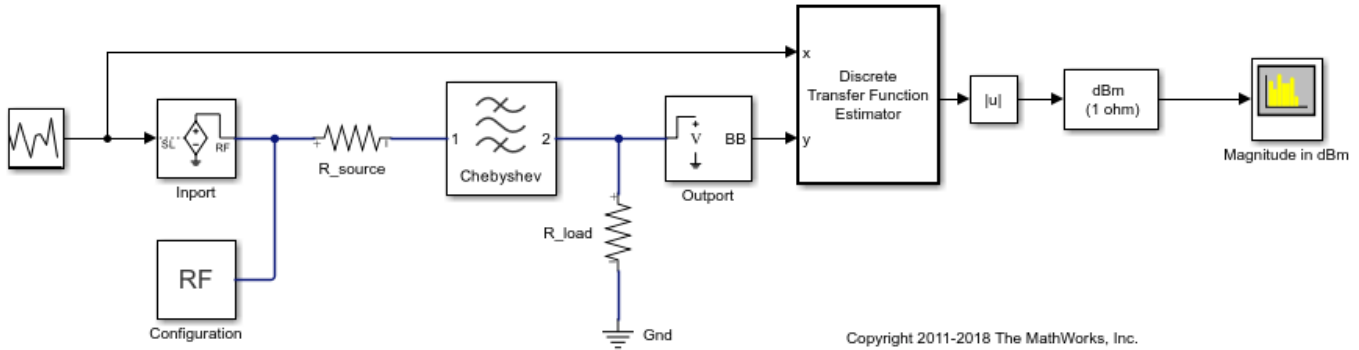 x
Discrete
Transfer Function
Estimator
y
|u|
dBm
(1 ohm)
Magnitude in dBm
SL
RF
Inport
+
R_source
1
2
Chebyshev
+
V
BB
Outport
+
R_load
RF
Configuration
Gnd
Copyright 2011-2018 The MathWorks, Inc.